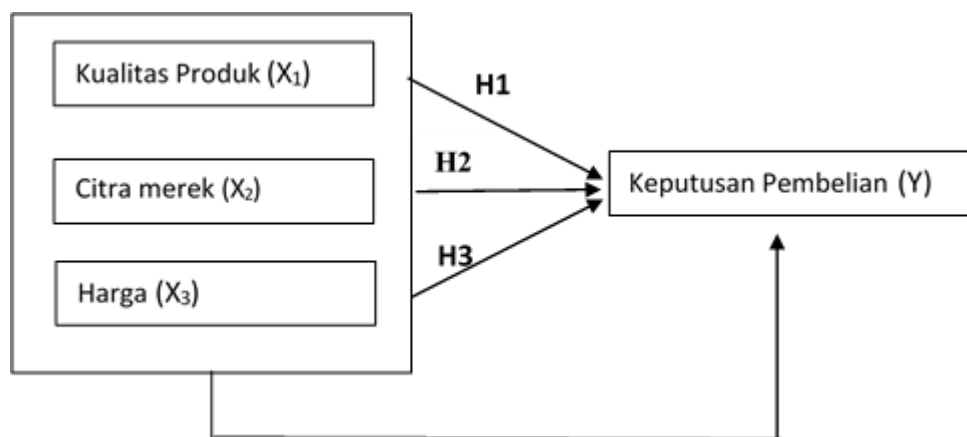 Kualitas Produk (X₁)
H1
H2
Citra merek (X₂)
Keputusan Pembelian (Y)
H3
Harga (X₃)